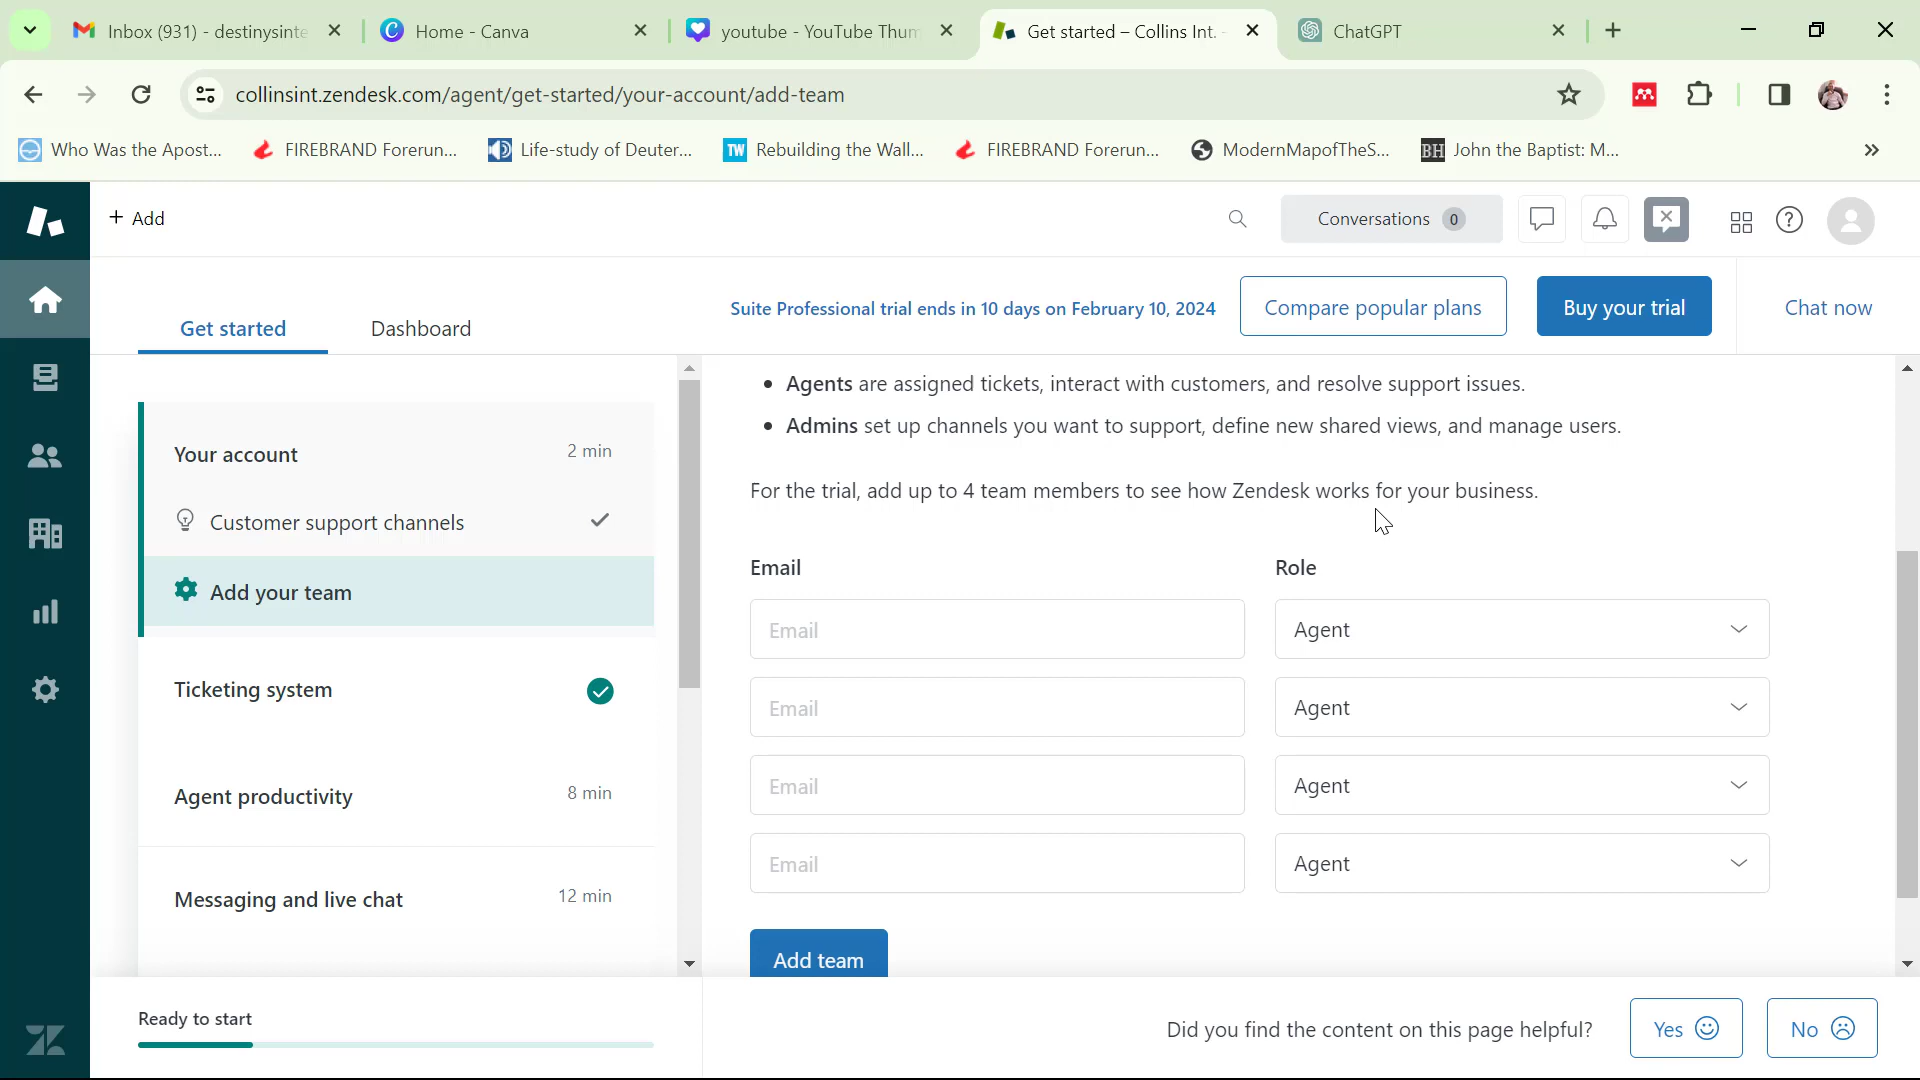 Inbox (931) - destinysinte
Home - Canva
youtube - YouTube Thum
Get started – Collins Int. -
ChatGPT
collinsint.zendesk.com/agent/get-started/your-account/add-team
Who Was the Apost...
FIREBRAND Forerun...
Life-study of Deuter...
TW
Rebuilding the Wall...
FIREBRAND Forerun...
ModernMapofTheS...
BH
John the Baptist: M...
+ Add
Conversations 0
Get started
Dashboard
Suite Professional trial ends in 10 days on February 10, 2024
Compare popular plans
Buy your trial
Chat now
Your account
2 min
Customer support channels
Add your team
Ticketing system
Agent productivity
8 min
Messaging and live chat
12 min
Ready to start
• Agents are assigned tickets, interact with customers, and resolve support issues.
• Admins set up channels you want to support, define new shared views, and manage users.
For the trial, add up to 4 team members to see how Zendesk works for your business.
Email
Role
Email
Agent
Email
Agent
Email
Agent
Email
Agent
Add team
Did you find the content on this page helpful?
Yes
No